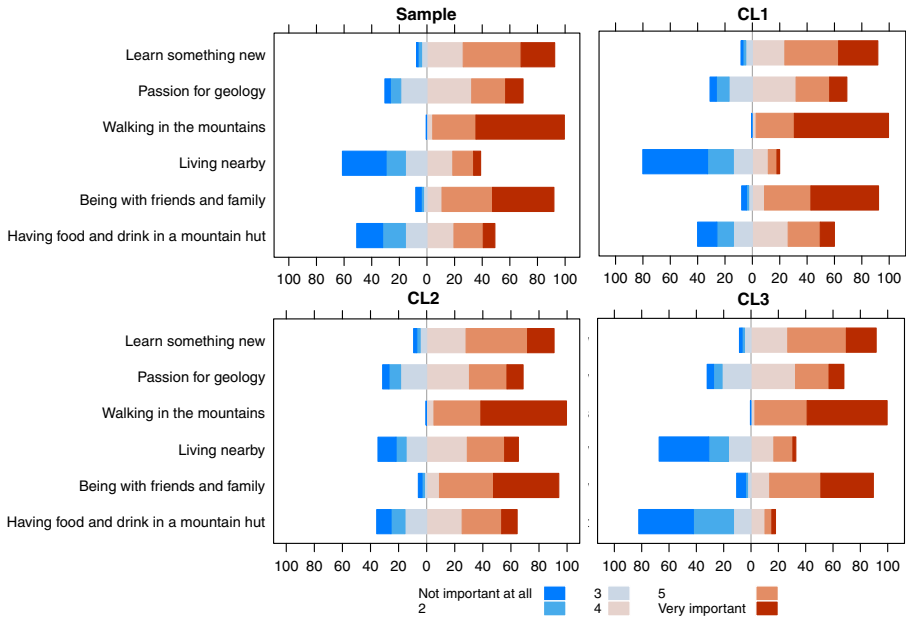 Sample
CL1
Learn something new
Passion for geology
Walking in the mountains
Living nearby
Being with friends and family
Having food and drink in a mountain hut
100 80 60 40 20 0 20 40 60 80 100
100 80 60 40 20 0 20 40 60 80 100
CL2
CL3
Learn something new
Passion for geology
Walking in the mountains
Living nearby
Being with friends and family
Having food and drink in a mountain hut
100 80 60 40 20 0 20 40 60 80 100
100 80 60 40 20 0 20 40 60 80 100
Not important at all 3 5
2 4 Very important